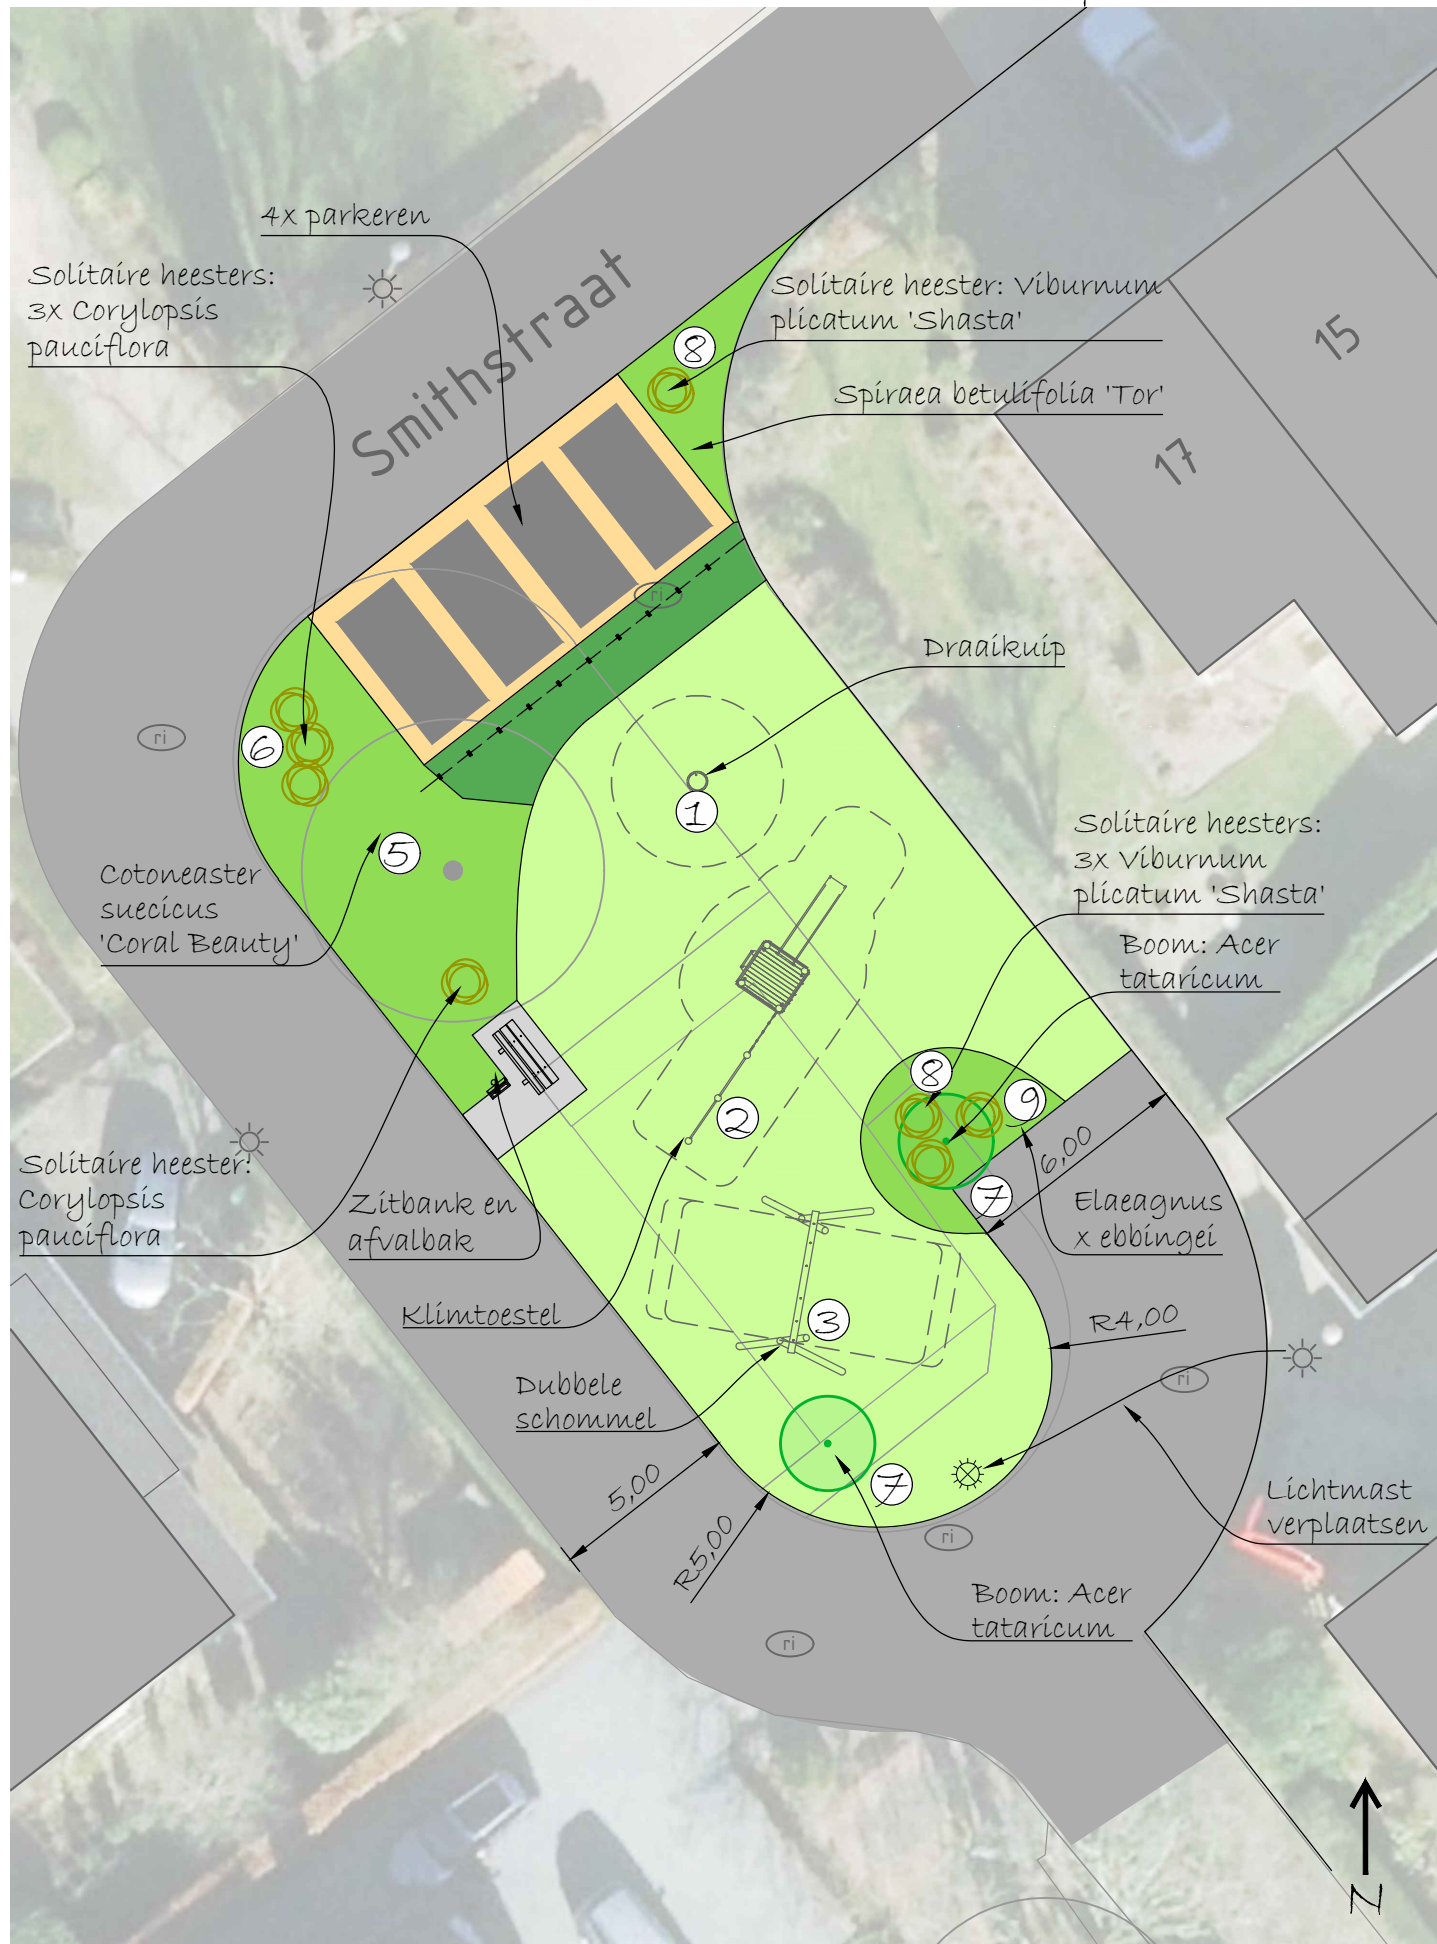 4x parkeren
Solitaire heesters:
3x Corylopsis
pauciflora
Smithstraat
Solitaire heester: Viburnum
plicatum 'Shasta'
8
Spiraea betulifolia 'Tor'
15
17
ri
Draaikuip
ri
6
1
5
Cotoneaster
suecicus
'Coral Beauty'
Solitaire heesters:
3x Viburnum
plicatum 'Shasta'
Boom: Acer
tataricum
8
9
2
6,00
7
Solitaire heester:
Corylopsis
pauciflora
Zitbank en
afvalbak
Elaeagnus
x ebbingei
Klimtoestel
3
R4,00
ri
Dubbele
schommel
5,00
R5,00
7
Lichtmast
verplaatsen
ri
Boom: Acer
tataricum
ri
N